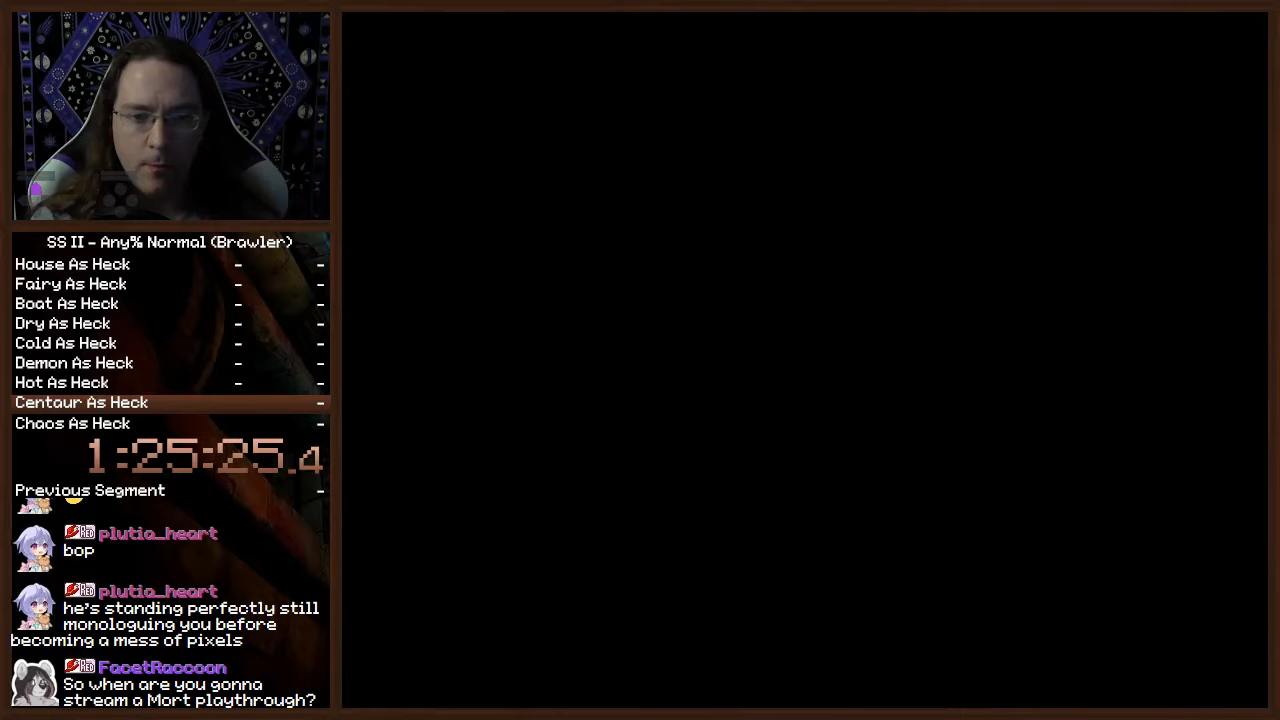 SS II - Any% Normal (Brawler)
House As Heck - -
Fairy As Heck - -
Boat As Heck - -
Dry As Heck - -
Cold As Heck - -
Demon As Heck - -
Hot As Heck - -
Centaur As Heck -
Chaos As Heck -
1:25:25.4
Previous Segment -
RED plutia_heart
bop
RED plutia_heart
he's standing perfectly still
monologuing you before
becoming a mess of pixels
RED FacetRaccoon
So when are you gonna
stream a Mort playthrough?